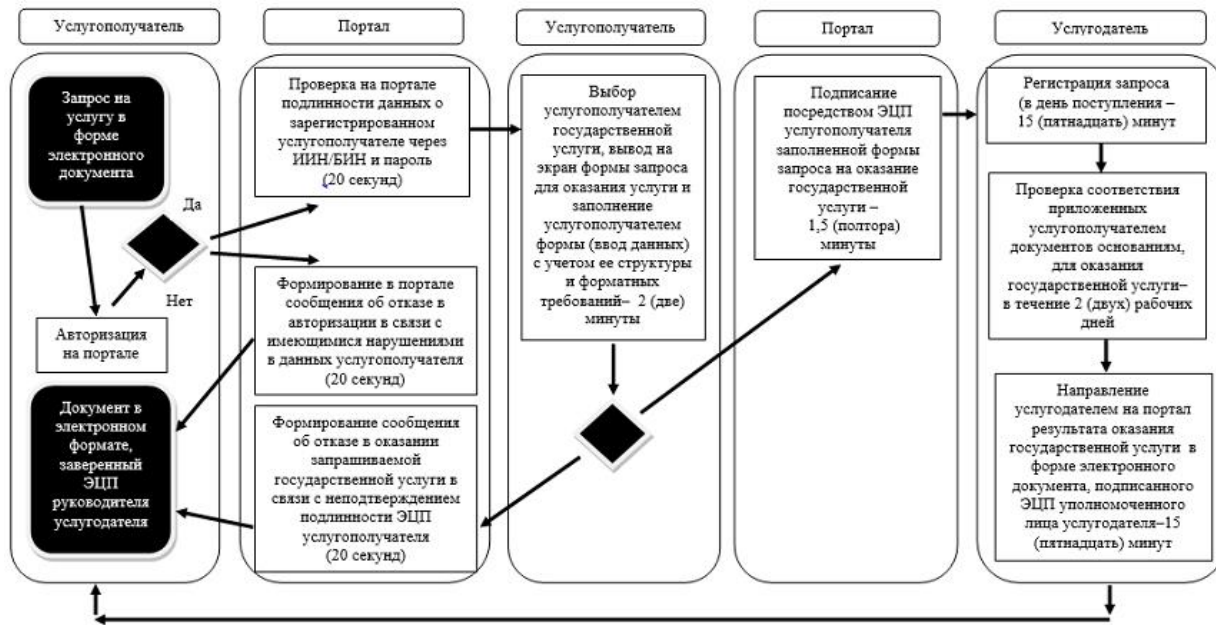 Услугополучатель
Портал
Услугополучатель
Портал
Услугодатель
Запрос на
услугу в
форме
электронного
документа
Да
Нет
Авторизация
на портале
Документ в
электронном
формате,
заверенный
ЭЦП
руководителя
услугодателя
Проверка на портале
подлинности данных о
зарегистрированном
услугополучателе через
ИИН/БИН и пароль
(20 секунд)
Формирование в портале
сообщения об отказе в
авторизации в связи с
имеющимися нарушениями
в данных услугополучателя
(20 секунд)
Формирование сообщения
об отказе в оказании
запрашиваемой
государственной услуги в
связи с неподтверждением
подлинности ЭЦП
услугополучателя
(20 секунд)
Выбор
услугополучателем
государственной
услуги, вывод на
экран формы запроса
для оказания услуги и
заполнение
услугополучателем
формы (ввод данных)
с учетом ее структуры
и форматных
требований– 2 (две)
минуты
Подписание
посредством ЭЦП
услугополучателя
заполненной формы
запроса на оказание
государственной
услуги –
1,5 (полтора)
минуты
Регистрация запроса
(в день поступления –
15 (пятнадцать) минут
Проверка соответствия
приложенных
услугополучателем
документов основаниям,
для оказания
государственной услуги–
в течение 2 (двух) рабочих
дней
Направление
услугодателем на портал
результата оказания
государственной услуги в
форме электронного
документа, подписанного
ЭЦП уполномоченного
лица услугодателя–15
(пятнадцать) минут